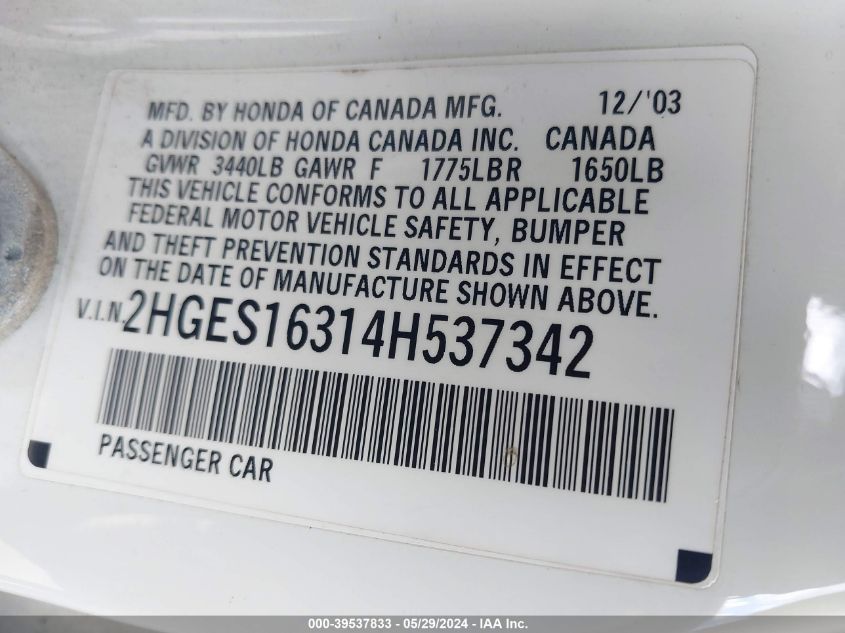 MFD. BY HONDA OF CANADA MFG. 12/'03
A DIVISION OF HONDA CANADA INC. CANADA
GVWR 3440LB GAWR F 1775LB R 1650LB
THIS VEHICLE CONFORMS TO ALL APPLICABLE
FEDERAL MOTOR VEHICLE SAFETY, BUMPER
AND THEFT PREVENTION STANDARDS IN EFFECT
ON THE DATE OF MANUFACTURE SHOWN ABOVE.
V.I.N. 2HGES16314H537342
PASSENGER CAR
000-39537833 - 05/29/2024 - IAA Inc.